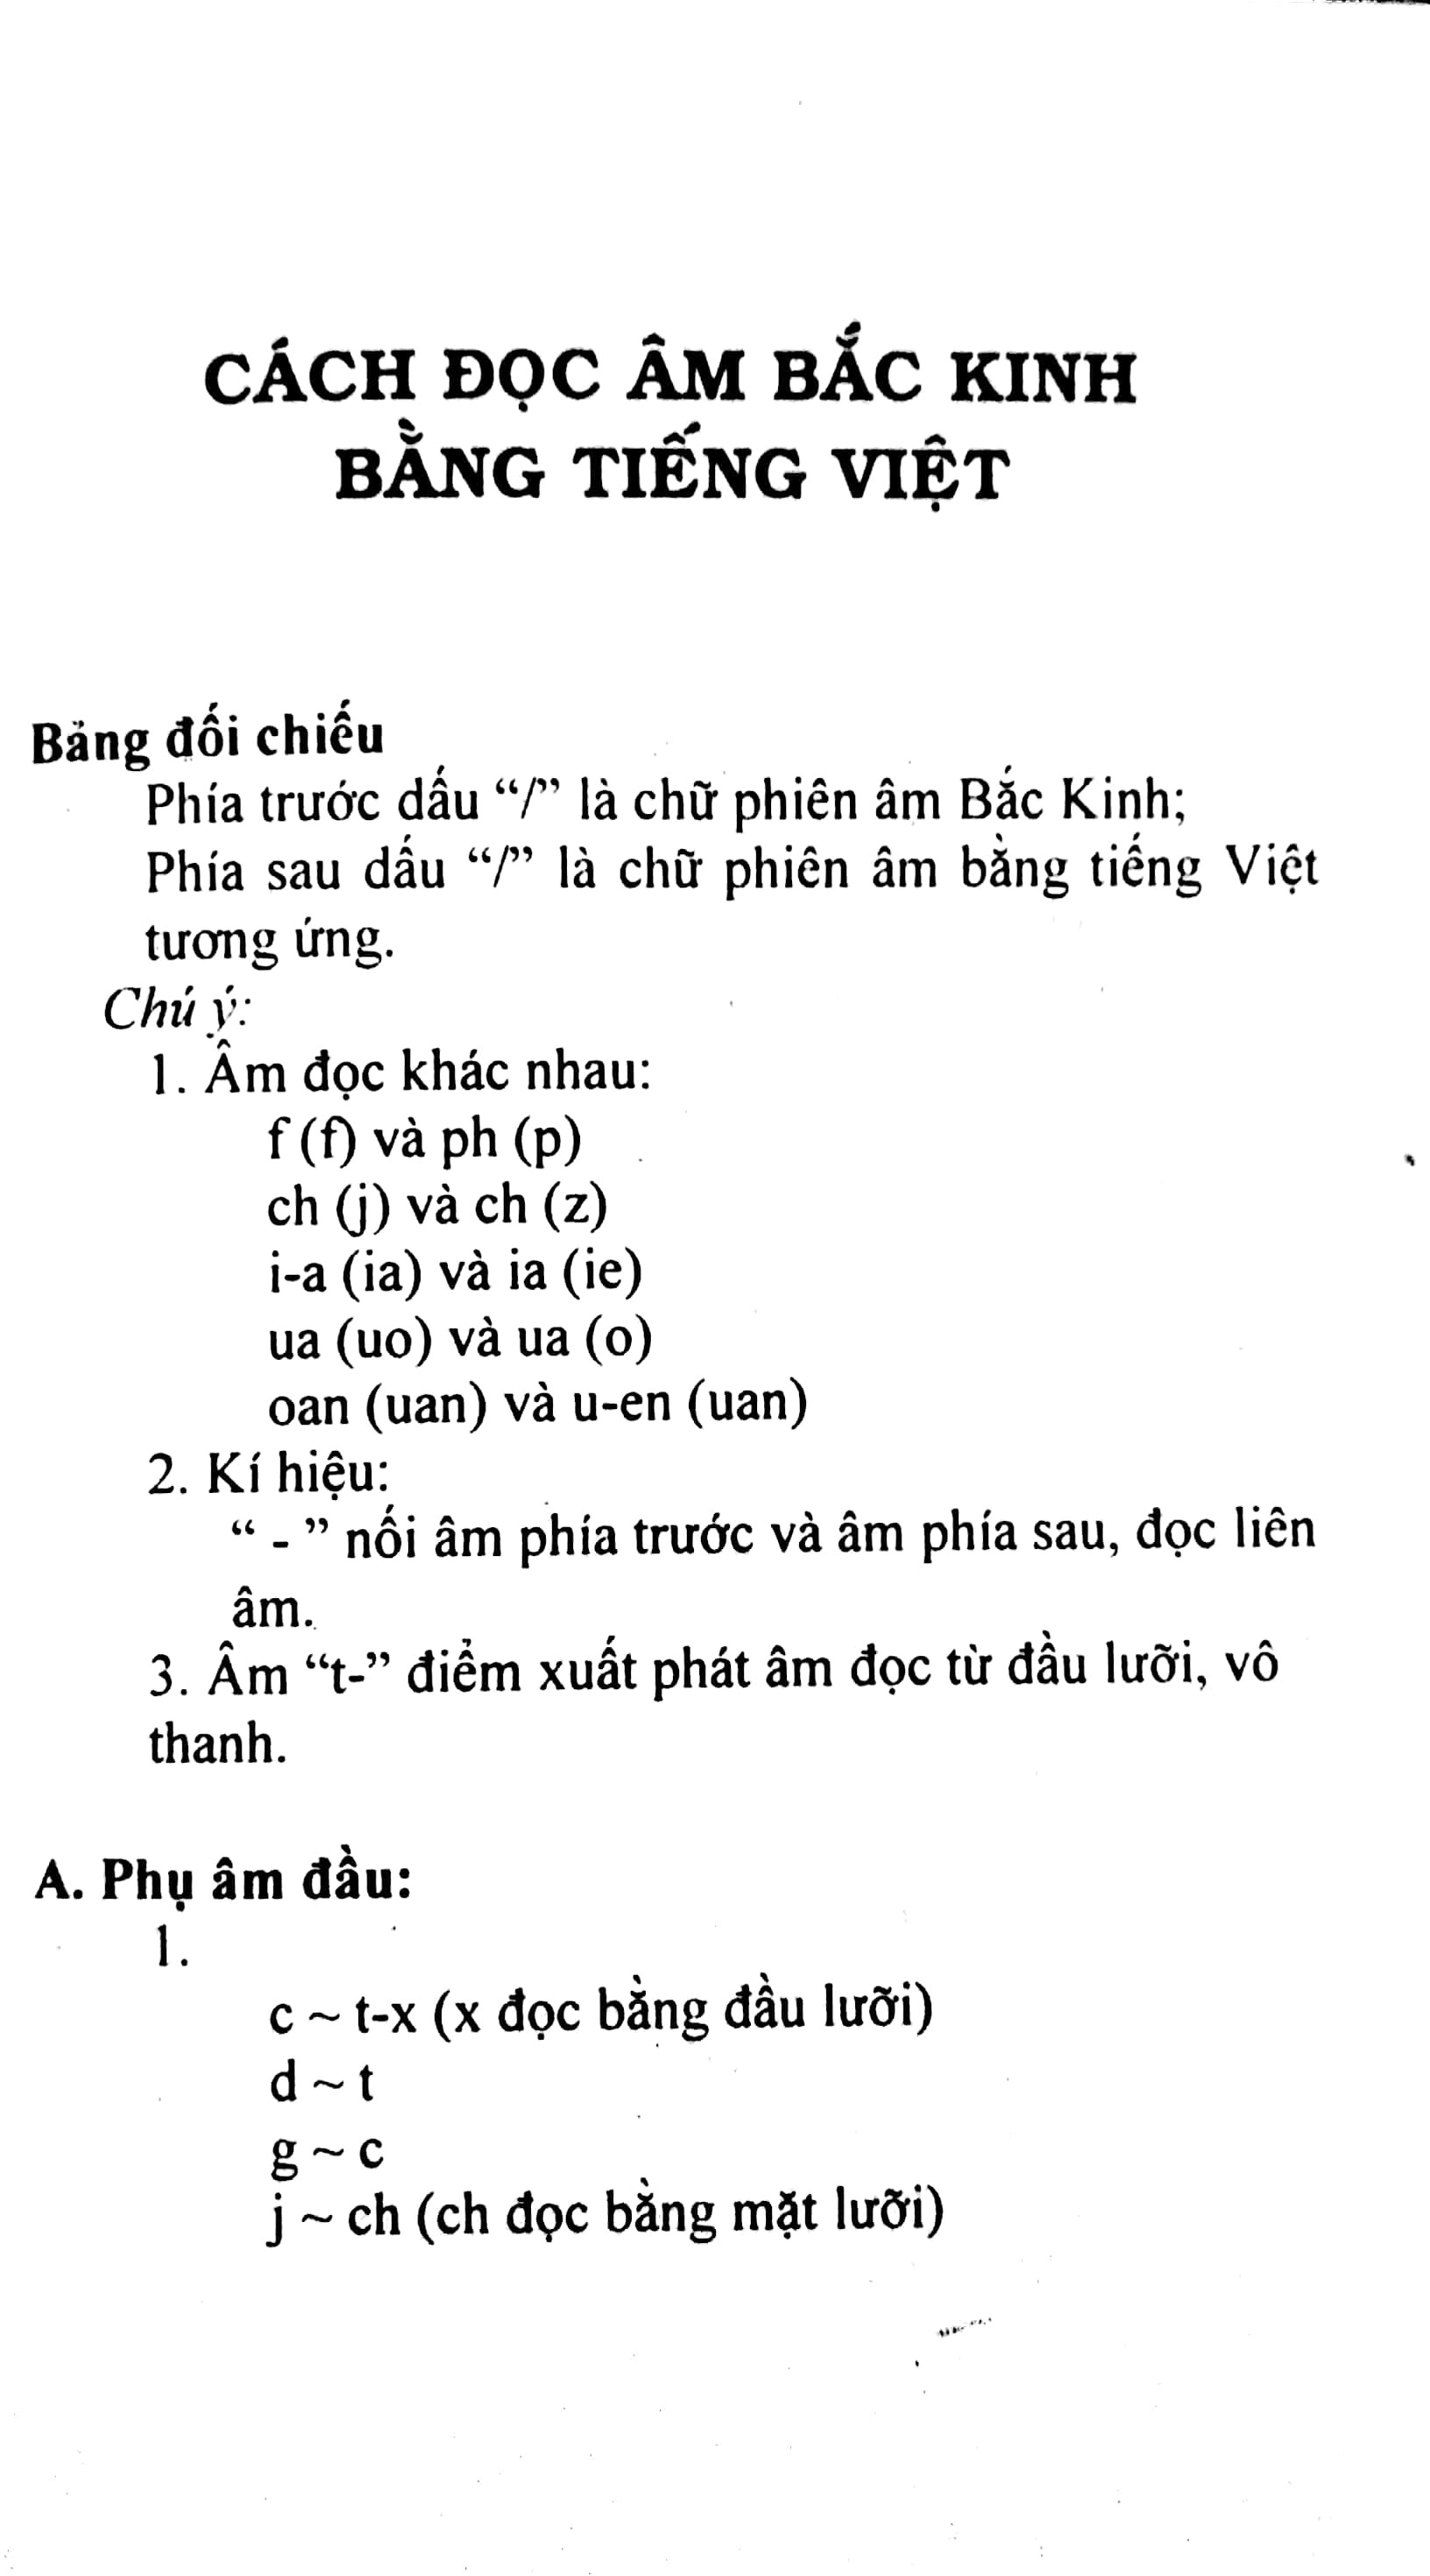 CÁCH ĐỌC ÂM BẮC KINH
BẰNG TIẾNG VIỆT
Bảng đối chiếu
Phía trước dấu “/” là chữ phiên âm Bắc Kinh;
Phía sau dấu “/” là chữ phiên âm bằng tiếng Việt
tương ứng.
Chú ý:
1. Âm đọc khác nhau:
f (f) và ph (p)
ch (j) và ch (z)
i-a (ia) và ia (ie)
ua (uo) và ua (o)
oan (uan) và u-en (uan)
2. Kí hiệu:
“ - ” nối âm phía trước và âm phía sau, đọc liên
âm.
3. Âm “t-” điểm xuất phát âm đọc từ đầu lưỡi, vô
thanh.
A. Phụ âm đầu:
1.
c ~ t-x (x đọc bằng đầu lưỡi)
d ~ t
g ~ c
j ~ ch (ch đọc bằng mặt lưỡi)